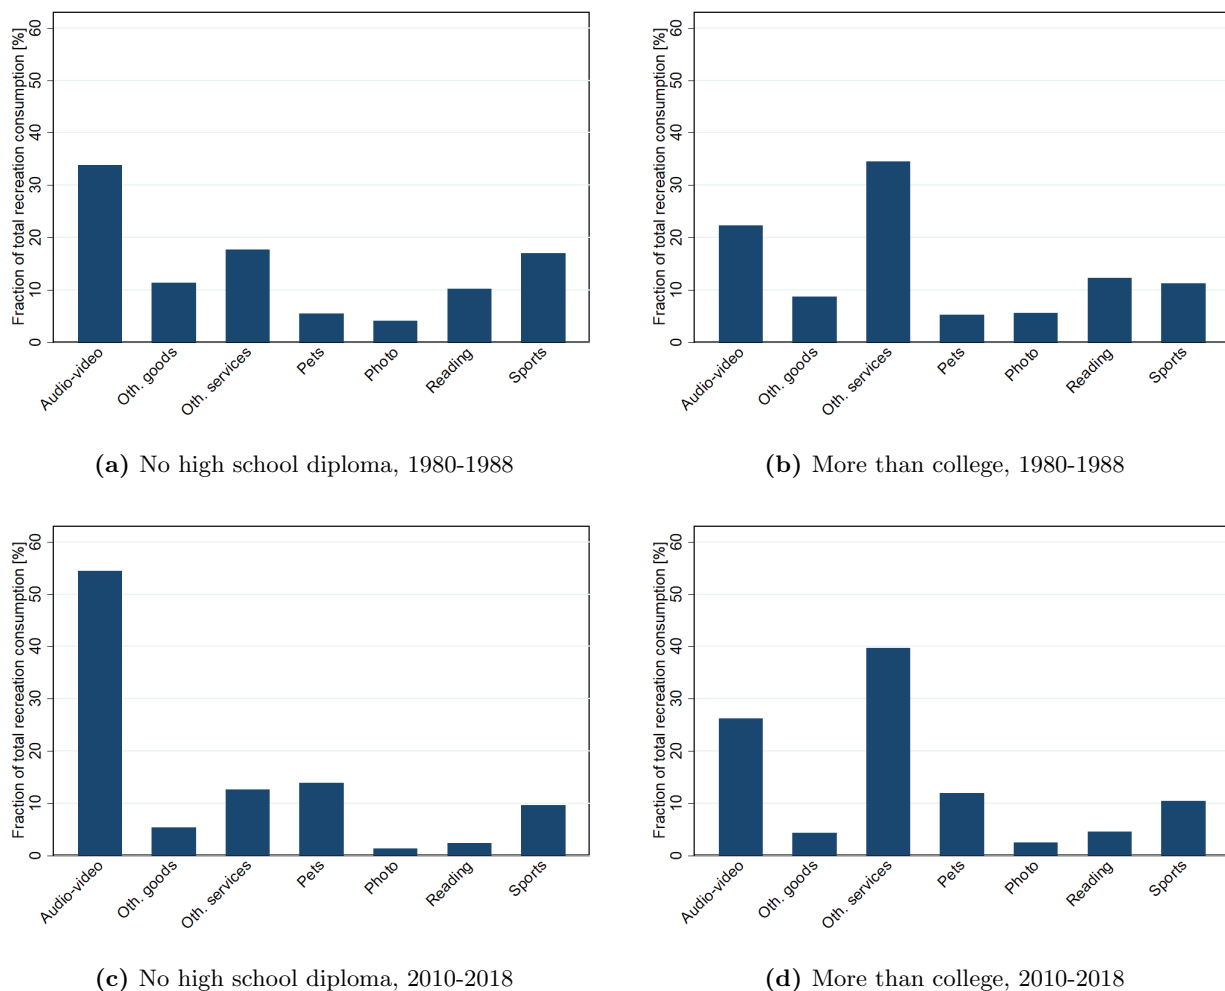 Fraction of total recreation consumption [%]
60
50
40
30
20
10
0
Audio-video
Oth. goods
Oth. services
Pets
Photo
Reading
Sports
(a) No high school diploma, 1980-1988
Fraction of total recreation consumption [%]
60
50
40
30
20
10
0
Audio-video
Oth. goods
Oth. services
Pets
Photo
Reading
Sports
(b) More than college, 1980-1988
Fraction of total recreation consumption [%]
60
50
40
30
20
10
0
Audio-video
Oth. goods
Oth. services
Pets
Photo
Reading
Sports
(c) No high school diploma, 2010-2018
Fraction of total recreation consumption [%]
60
50
40
30
20
10
0
Audio-video
Oth. goods
Oth. services
Pets
Photo
Reading
Sports
(d) More than college, 2010-2018